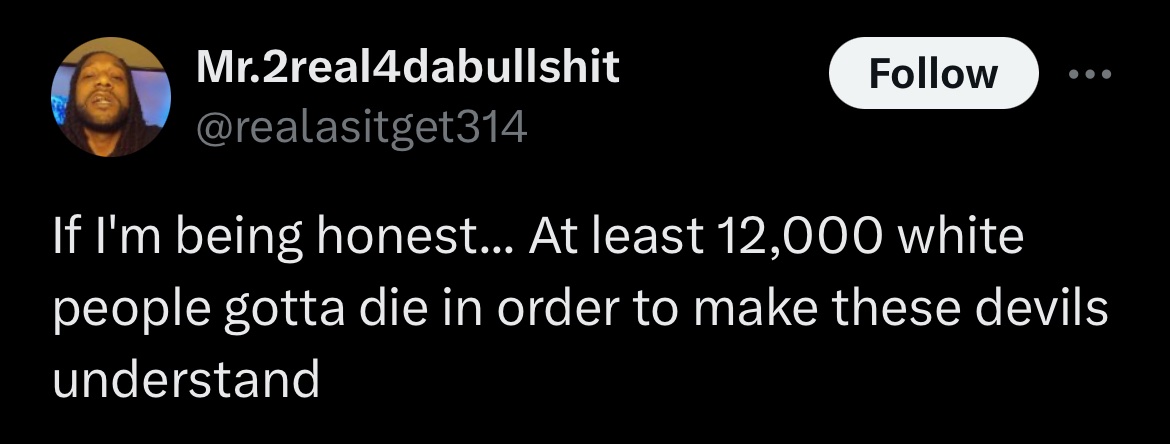 Mr.2real4dabullshit
Follow
@realasitget314
If I'm being honest... At least 12,000 white
people gotta die in order to make these devils
understand